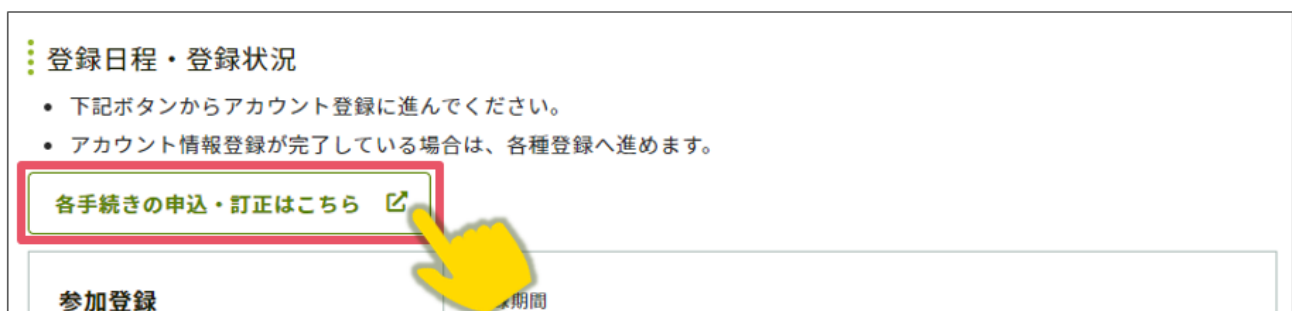 登録日程・登録状況
• 下記ボタンからアカウント登録に進んでください。
• アカウント情報登録が完了している場合は、各種登録へ進めます。
各手続きの申込・訂正はこちら
参加登録
期間